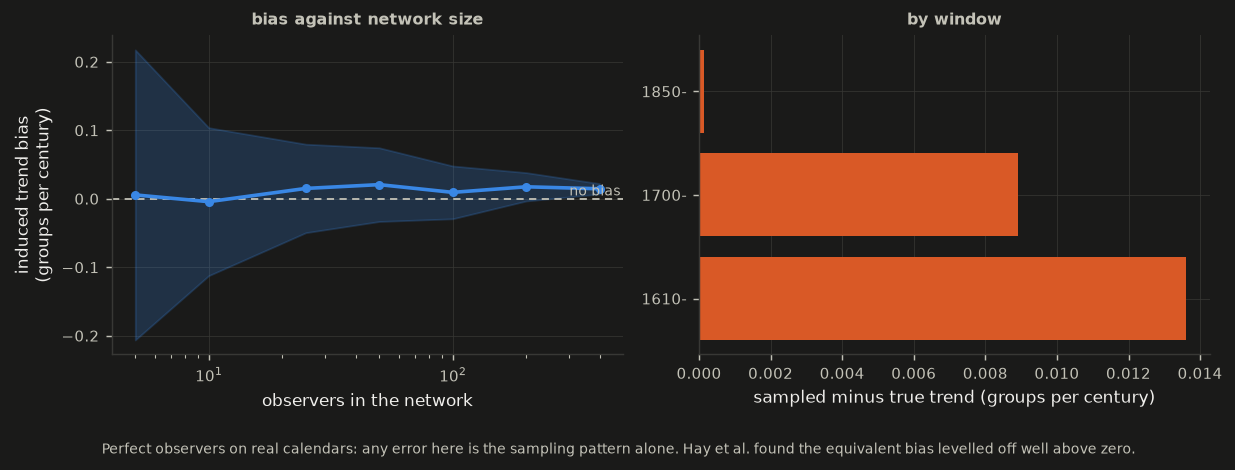 bias against network size
induced trend bias
(groups per century)
0.2
0.1
0.0
−0.1
−0.2
no bias
10¹
10²
observers in the network
by window
1850-
1700-
1610-
0.000
0.002
0.004
0.006
0.008
0.010
0.012
0.014
sampled minus true trend (groups per century)
Perfect observers on real calendars: any error here is the sampling pattern alone. Hay et al. found the equivalent bias levelled off well above zero.